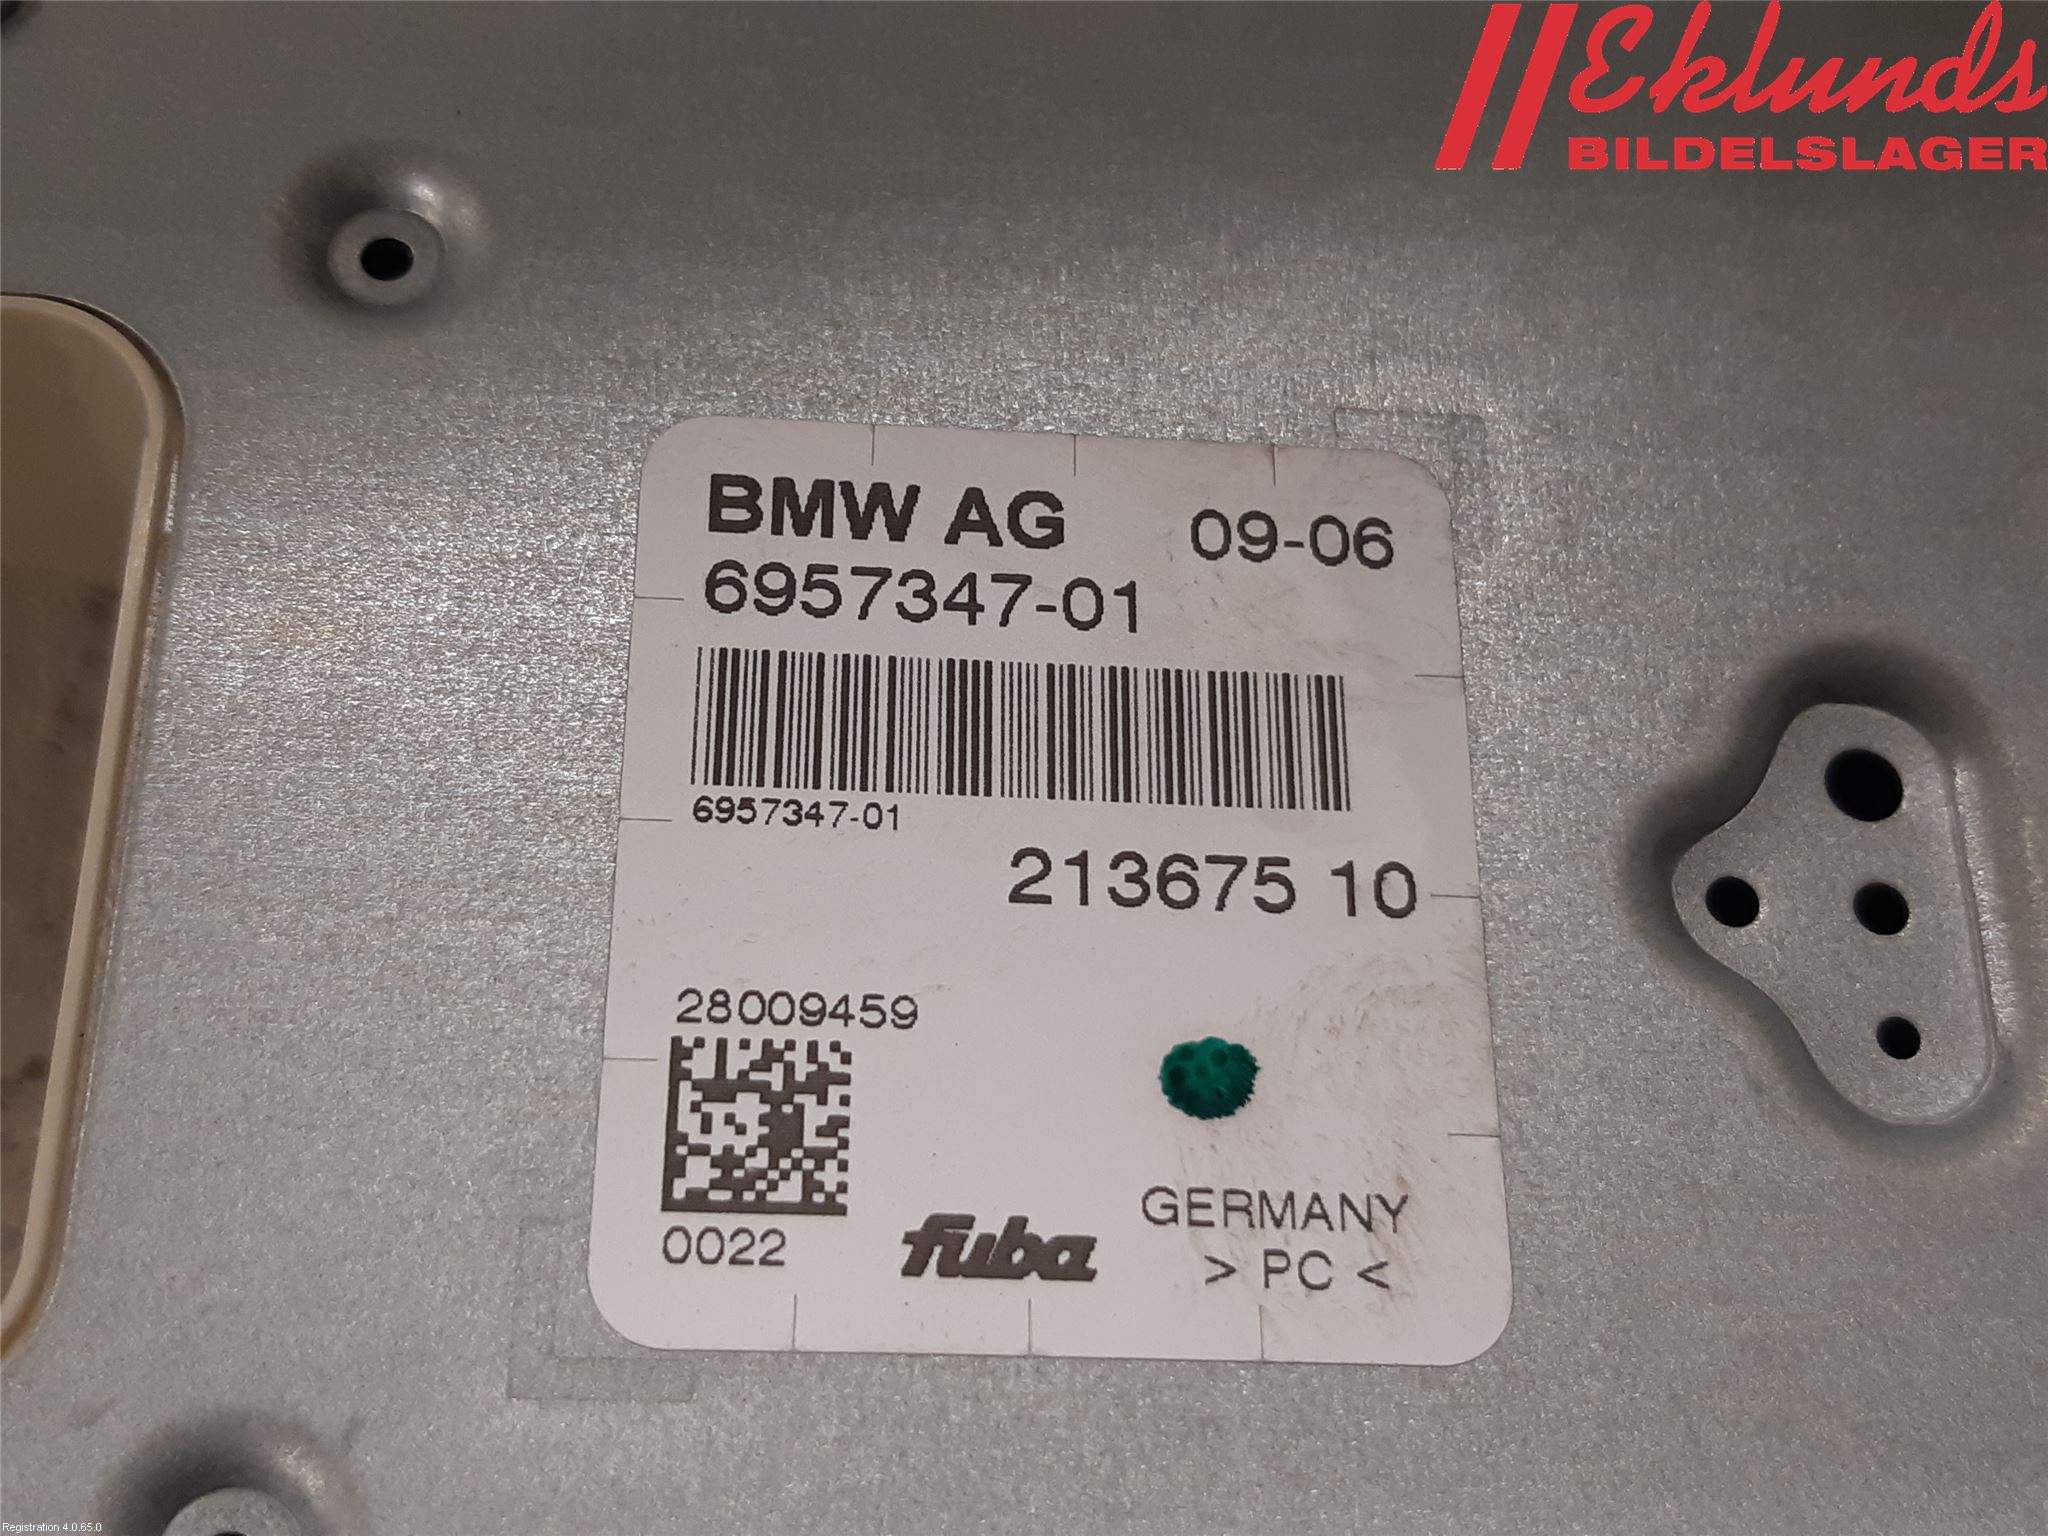 Eklunds
BILDELSLAGER
BMW AG 09-06
6957347-01
6957347-01
213675 10
28009459
0022
fuba
GERMANY
> PC <
Registration 4.0.65.0